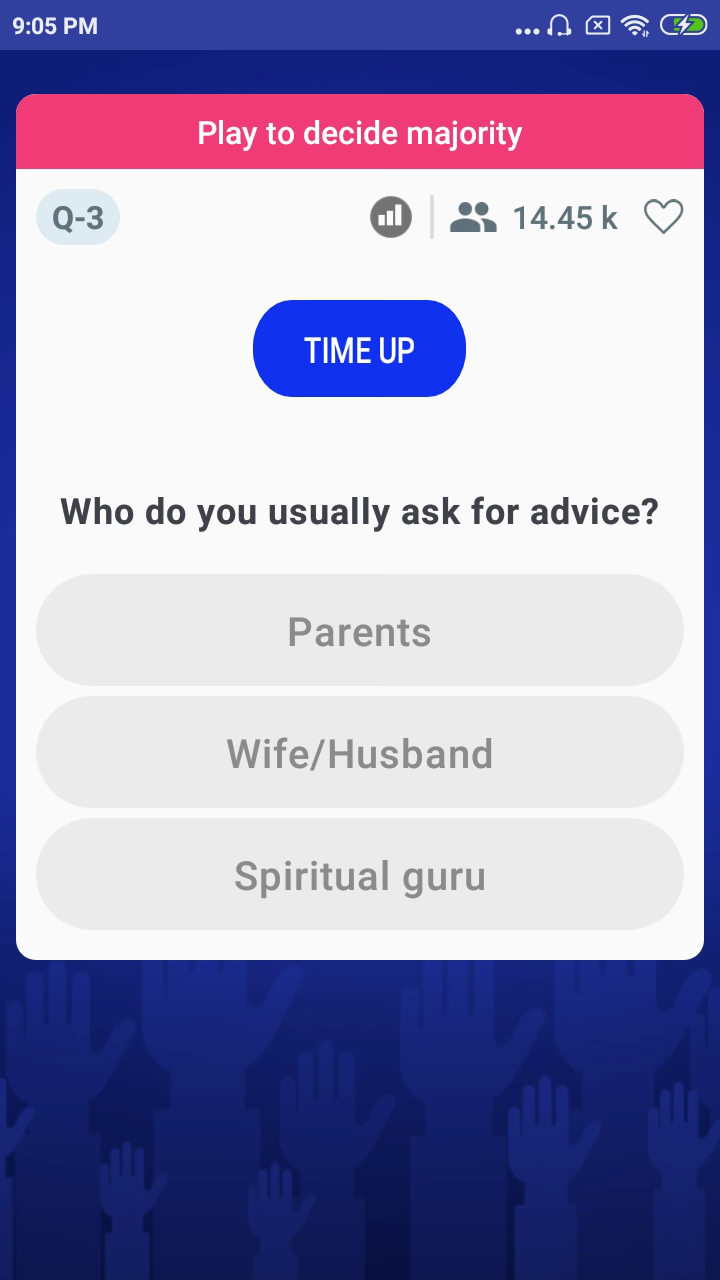 9:05 PM
Play to decide majority
Q-3
14.45 k
TIME UP
Who do you usually ask for advice?
Parents
Wife/Husband
Spiritual guru